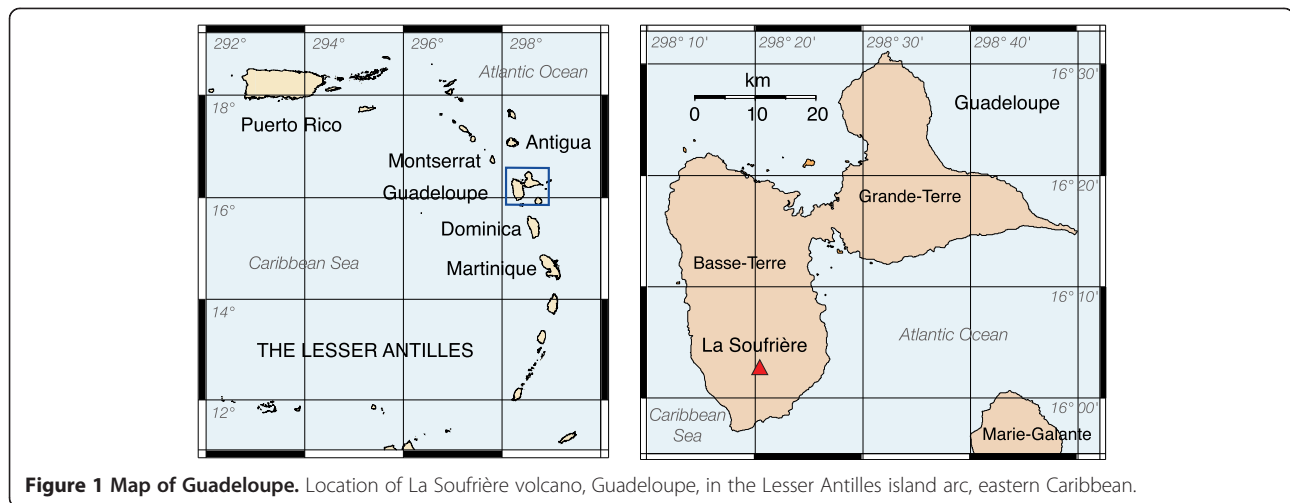 292° 294° 296° 298°
Atlantic Ocean
18°
Puerto Rico
Antigua
Montserrat
Guadeloupe
16°
Dominica
Caribbean Sea
Martinique
14°
THE LESSER ANTILLES
12°
298° 10' 298° 20' 298° 30' 298° 40'
16° 30'
km
0 10 20
Guadeloupe
16° 20'
Grande-Terre
Basse-Terre
16° 10'
Atlantic Ocean
La Soufrière
16° 00'
Caribbean
Sea
Marie-Galante
Figure 1 Map of Guadeloupe. Location of La Soufrière volcano, Guadeloupe, in the Lesser Antilles island arc, eastern Caribbean.